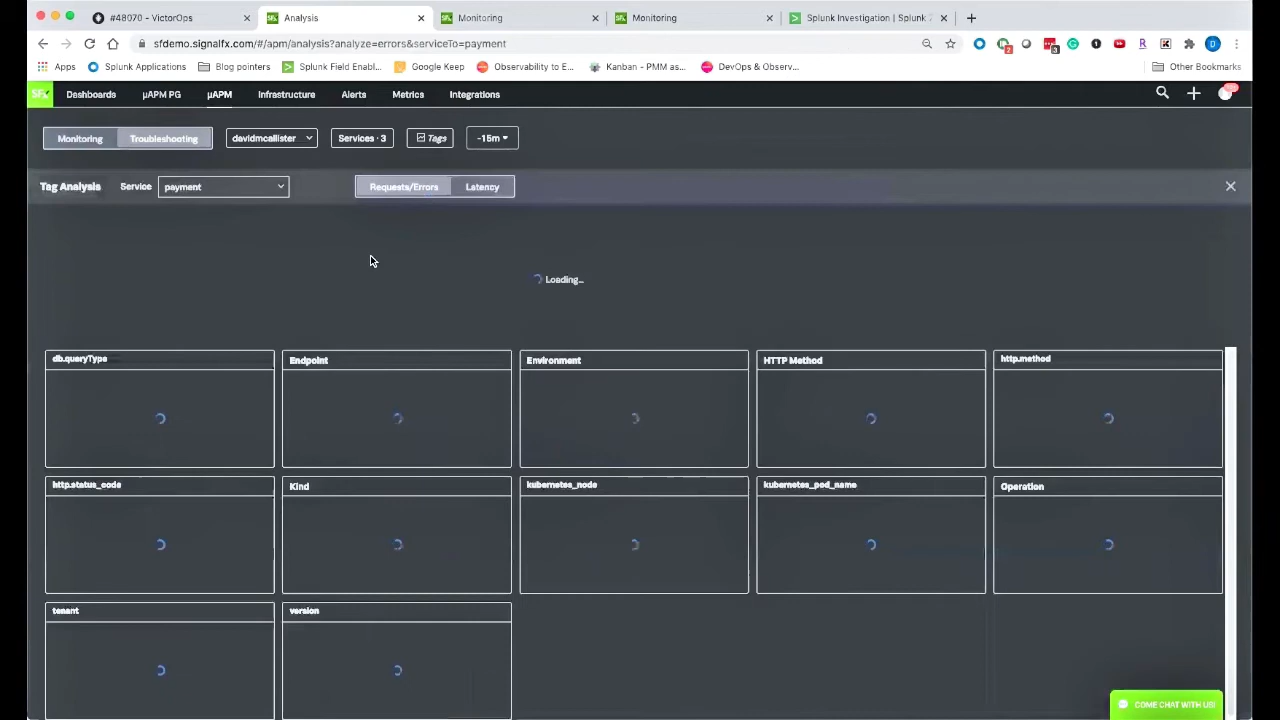 #48070 - VictorOps
Analysis
Monitoring
Monitoring
Splunk Investigation | Splunk
sfdemo.signalfx.com/#/apm/analysis?analyze=errors&serviceTo=payment
Apps
Splunk Applications
Blog pointers
Splunk Field Enabl...
Google Keep
Observability to E...
Kanban - PMM as...
DevOps & Observ...
Other Bookmarks
SFx
Dashboards
µAPM PG
µAPM
Infrastructure
Alerts
Metrics
Integrations
Monitoring
Troubleshooting
davidmcallister
Services · 3
Tags
-15m
Tag Analysis
Service
payment
Requests/Errors
Latency
Loading...
db.queryType
Endpoint
Environment
HTTP Method
http.method
http.status_code
Kind
kubernetes_node
kubernetes_pod_name
Operation
tenant
version
COME CHAT WITH US!